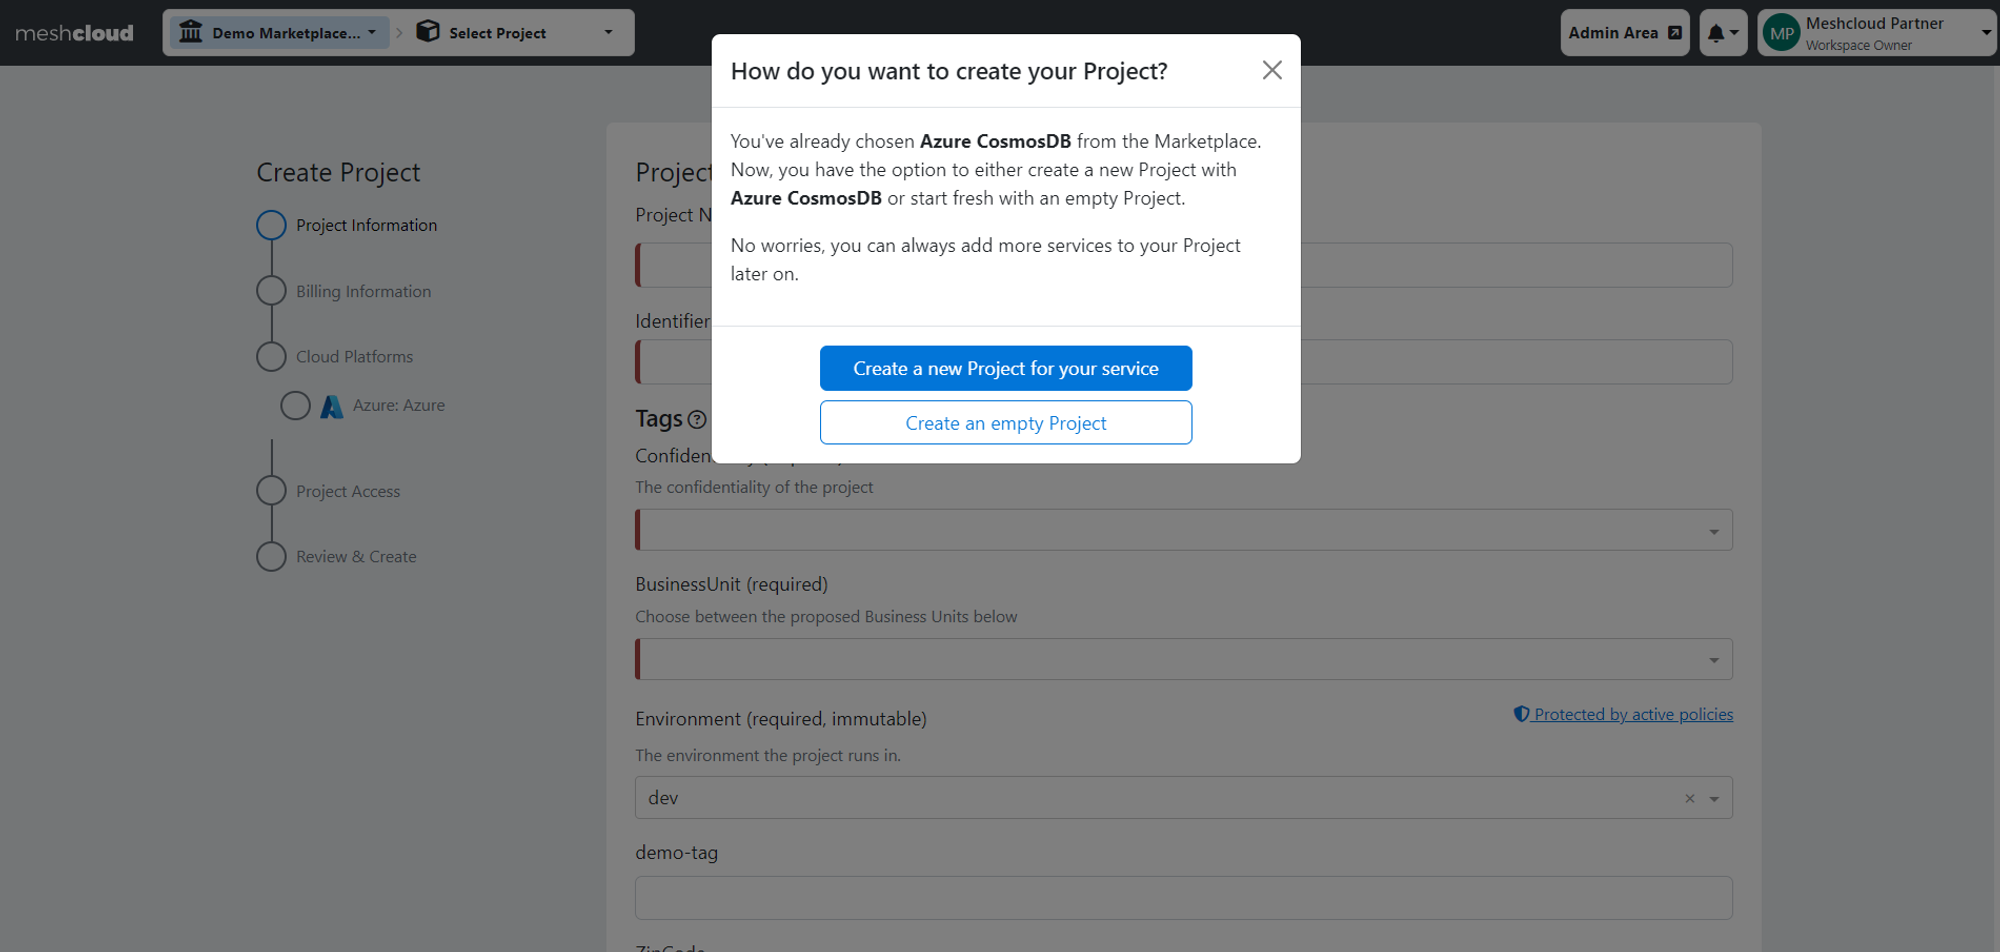 meshcloud
Demo Marketplace...
Select Project
Admin Area
MP
Meshcloud Partner
Workspace Owner
How do you want to create your Project?
You've already chosen Azure CosmosDB from the Marketplace.
Now, you have the option to either create a new Project with
Azure CosmosDB or start fresh with an empty Project.
No worries, you can always add more services to your Project
later on.
Create a new Project for your service
Create an empty Project
Create Project
Project Information
Billing Information
Cloud Platforms
Azure: Azure
Project Access
Review & Create
Project
Project N
Identifier
Tags
The confidentiality of the project
BusinessUnit (required)
Choose between the proposed Business Units below
Environment (required, immutable)
Protected by active policies
The environment the project runs in.
dev
demo-tag